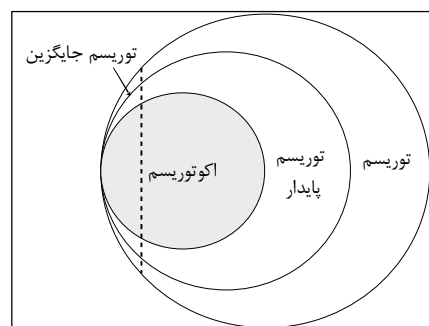 توریسم جایگزین
توریسم
توریسم
پایدار
اکوتوریسم